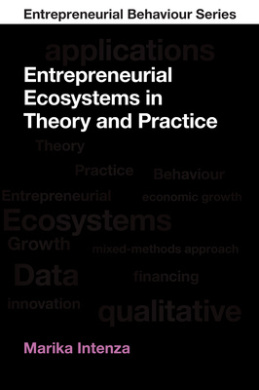 Entrepreneurial Behaviour Series
applications
Entrepreneurial
Ecosystems in
Theory and Practice
Theory
Practice
Behaviour
Entrepreneurial
economic growth
Ecosystems
Growth
mixed-methods approach
Data
financing
innovation
qualitative
Marika Intenza